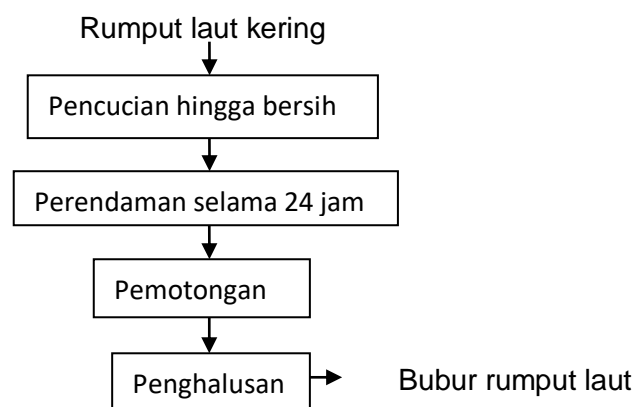 Rumput laut kering
Pencucian hingga bersih
Perendaman selama 24 jam
Pemotongan
Penghalusan
Bubur rumput laut